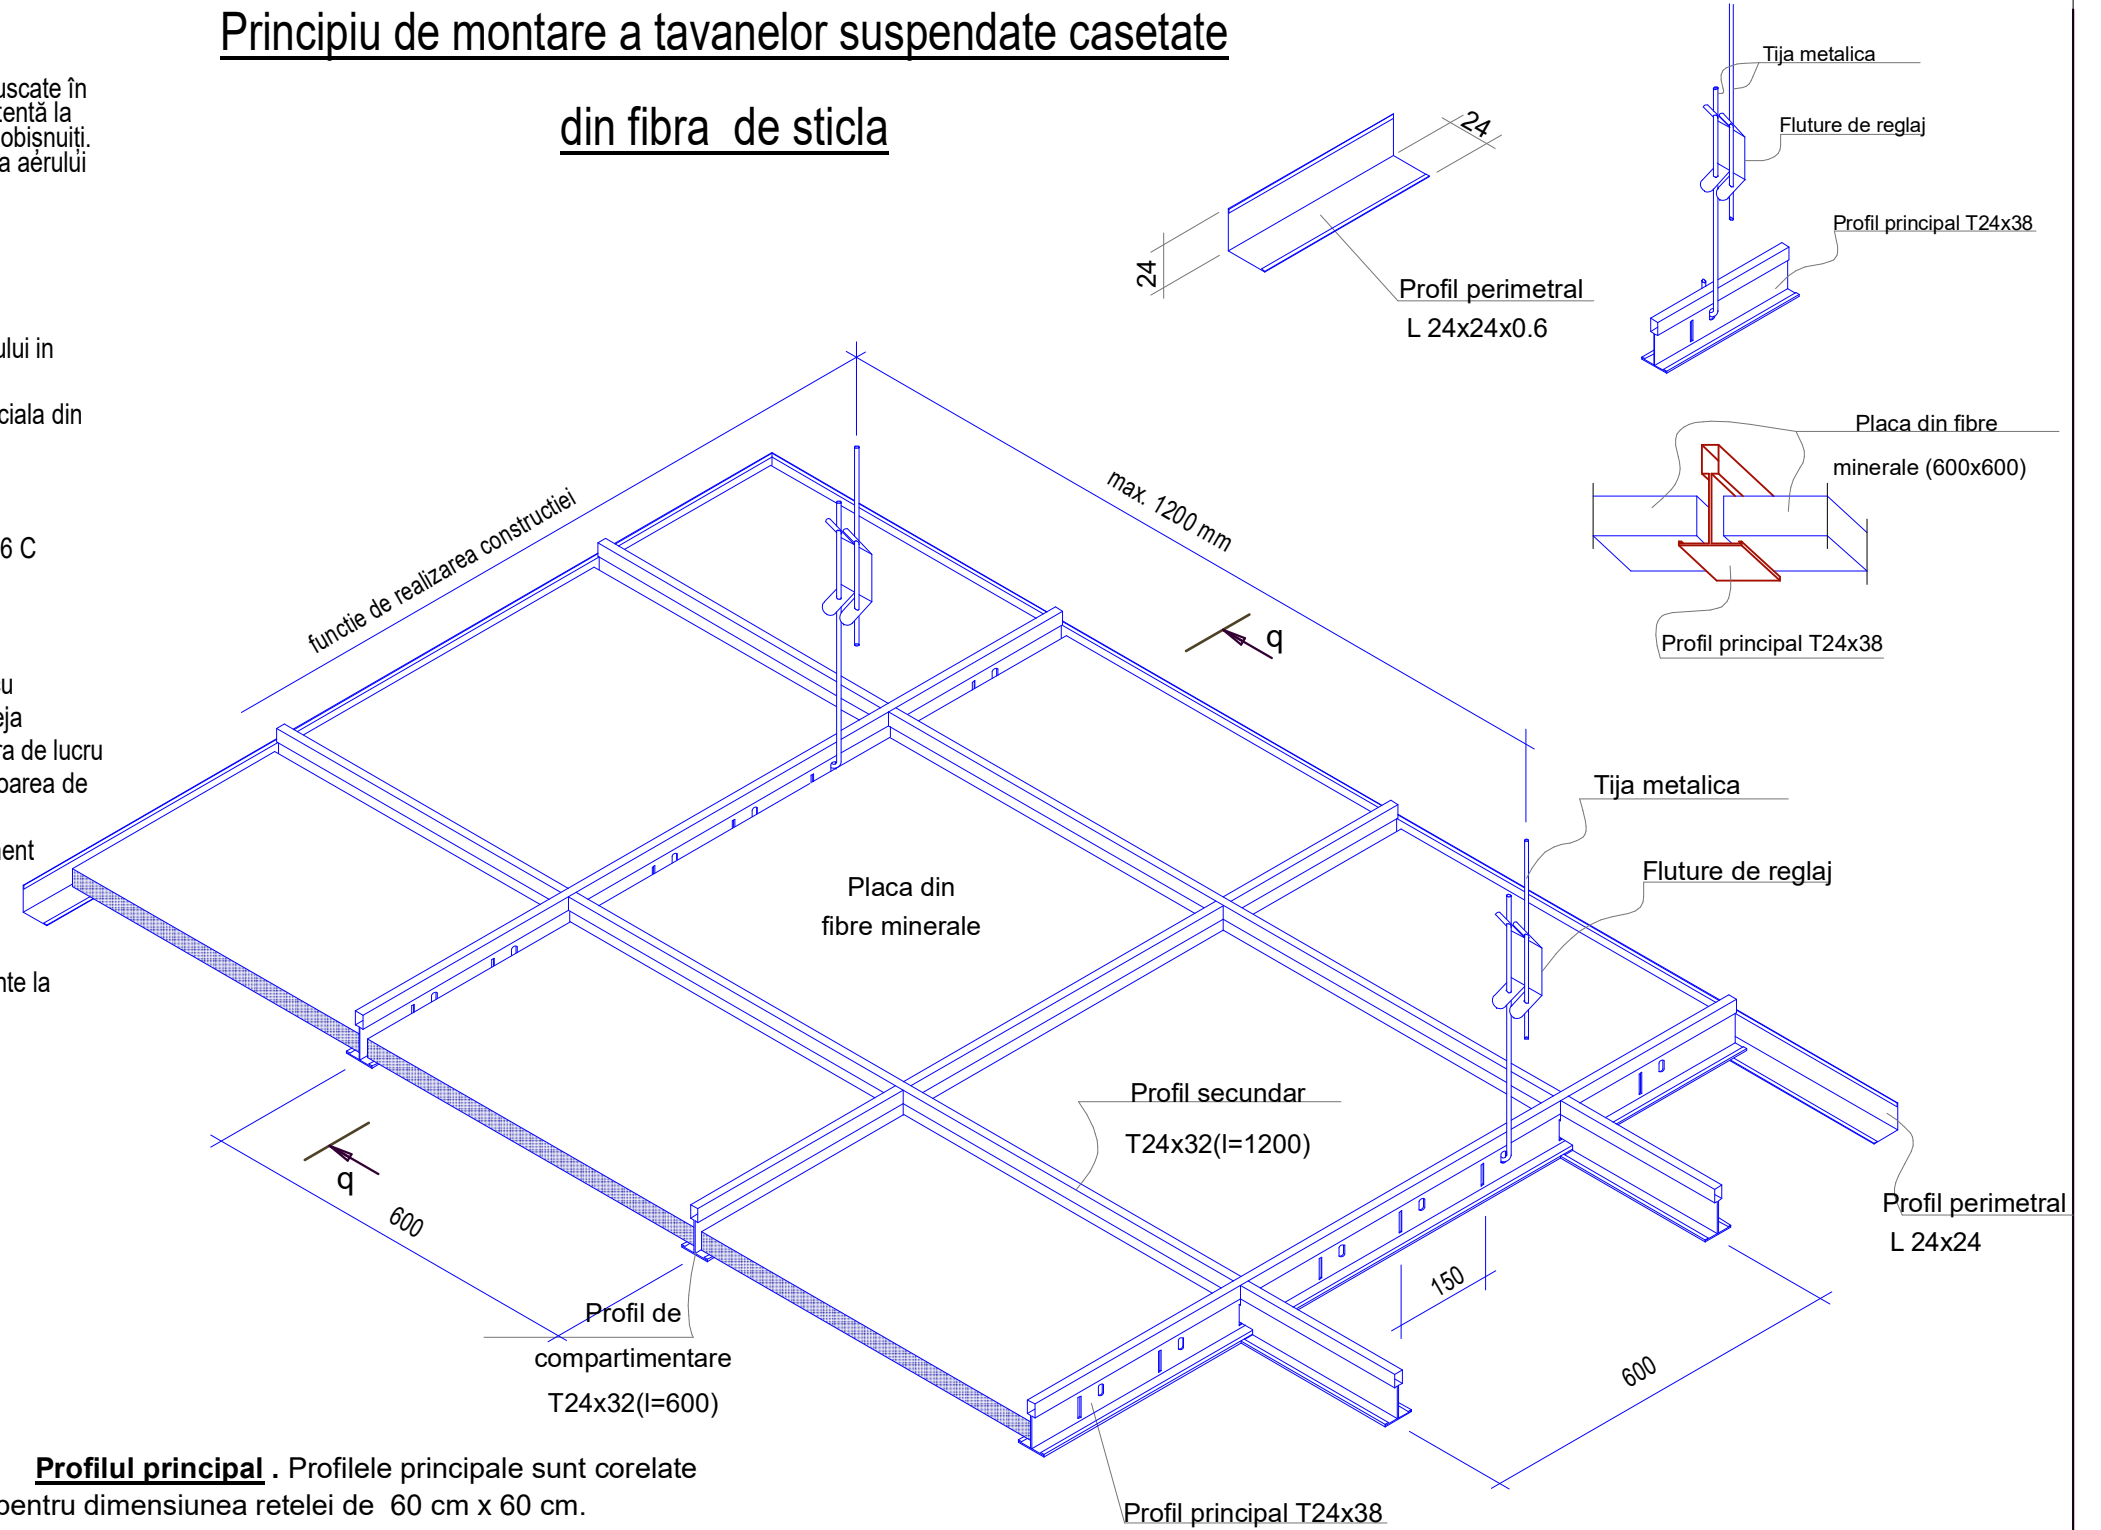 Principiu de montare a tavanelor suspendate casetate
din fibra de sticla
uscate în
tentă la
obișnuiți.
a aerului
ului in
ciala din
6 C
cu
eja
ra de lucru
oarea de
nent
nte la
24
24
Profil perimetral
L 24x24x0.6
Tija metalica
Fluture de reglaj
Profil principal T24x38
Placa din fibre
minerale (600x600)
Profil principal T24x38
functie de realizarea constructiei
max. 1200 mm
q
Tija metalica
Fluture de reglaj
Placa din
fibre minerale
Profil secundar
T24x32(l=1200)
q
600
Profil perimetral
L 24x24
150
600
Profil de
compartimentare
T24x32(l=600)
Profilul principal . Profilele principale sunt corelate
pentru dimensiunea retelei de 60 cm x 60 cm.
Profil principal T24x38